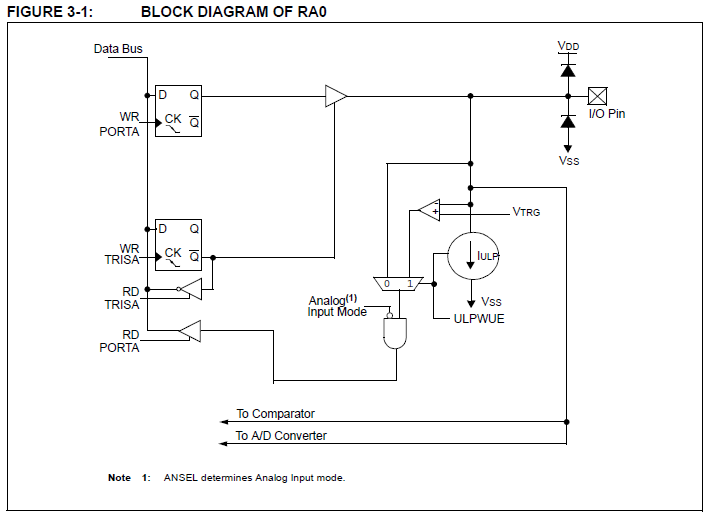 FIGURE 3-1: BLOCK DIAGRAM OF RA0
Data Bus
VDD
D Q
WR
PORTA
CK Q
I/O Pin
VSS
D Q
- +
VTRG
WR
TRISA
CK Q
IULP
RD
TRISA
0 1
Analog(1)
Input Mode
VSS
ULPWUE
RD
PORTA
To Comparator
To A/D Converter
Note 1: ANSEL determines Analog Input mode.